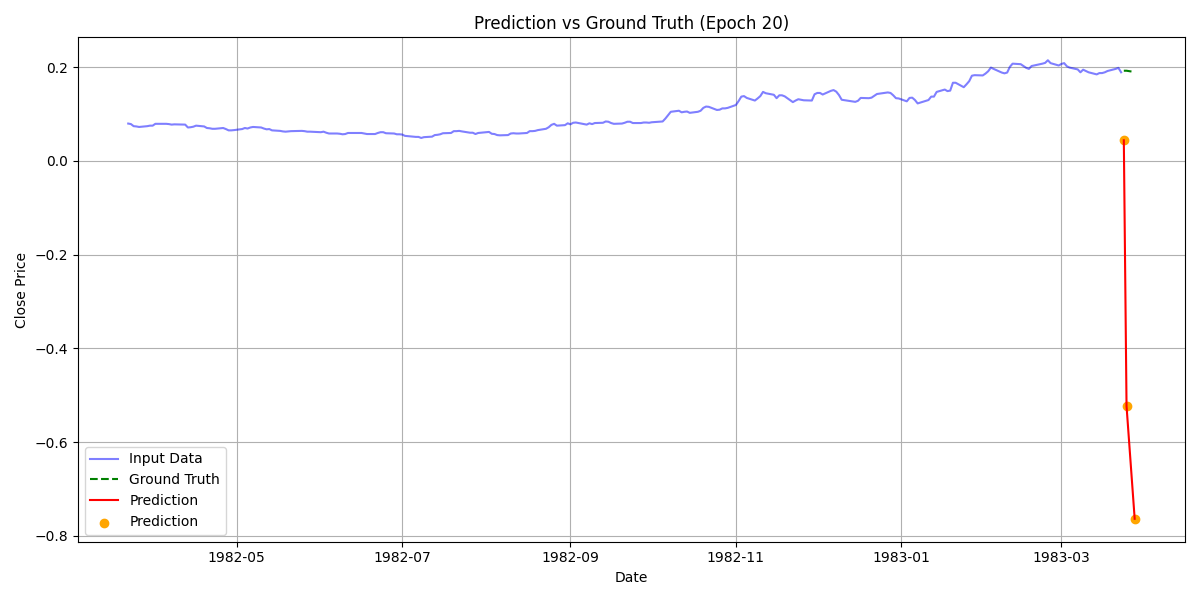 Prediction vs Ground Truth (Epoch 20)
Close Price
0.2
0.0
−0.2
−0.4
−0.6
−0.8
Input Data
Ground Truth
Prediction
Prediction
1982-05
1982-07
1982-09
1982-11
1983-01
1983-03
Date